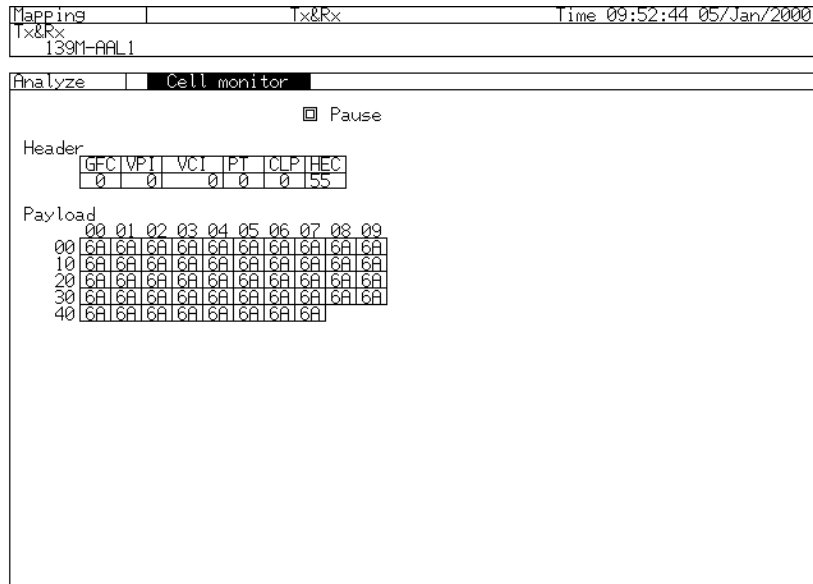 Mapping Tx&Rx Time 09:52:44 05/Jan/2000
Tx&Rx
139M-AAL1
Analyze Cell monitor
Pause
Header
GFC VPI VCI PT CLP HEC
0 0 0 0 0 55
Payload
00 01 02 03 04 05 06 07 08 09
00 6A 6A 6A 6A 6A 6A 6A 6A 6A 6A
10 6A 6A 6A 6A 6A 6A 6A 6A 6A 6A
20 6A 6A 6A 6A 6A 6A 6A 6A 6A 6A
30 6A 6A 6A 6A 6A 6A 6A 6A 6A 6A
40 6A 6A 6A 6A 6A 6A 6A 6A